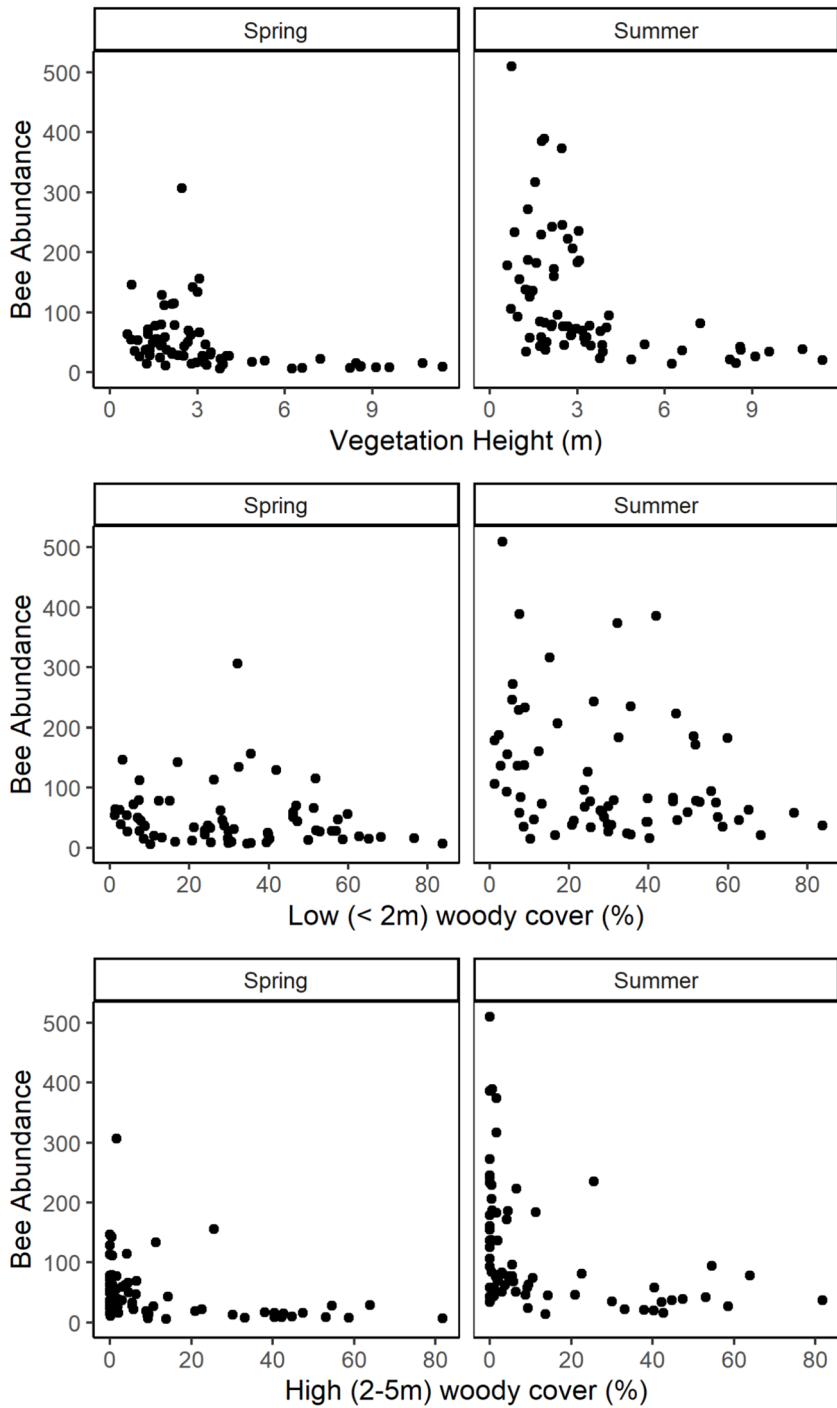 Spring Summer
500
400
300
200
100
0
Bee Abundance
0 3 6 9 0 3 6 9
Vegetation Height (m)
Spring Summer
500
400
300
200
100
0
Bee Abundance
0 20 40 60 80 0 20 40 60 80
Low (< 2m) woody cover (%)
Spring Summer
500
400
300
200
100
0
Bee Abundance
0 20 40 60 80 0 20 40 60 80
High (2-5m) woody cover (%)